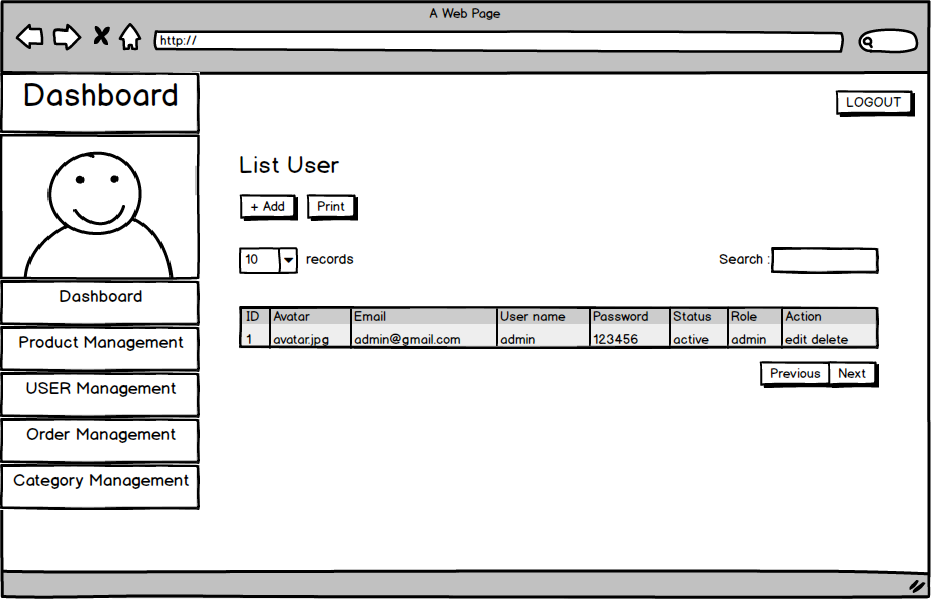 A Web Page
http://
Dashboard
LOGOUT
List User
+ Add Print
10 records Search :
ID Avatar Email User name Password Status Role Action
1 avatar.jpg admin@gmail.com admin 123456 active admin edit delete
Previous Next
Dashboard
Product Management
USER Management
Order Management
Category Management